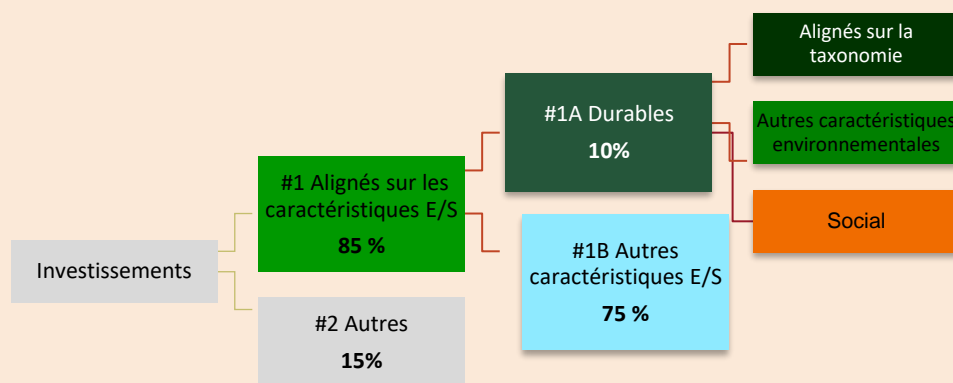 Investissements
#1 Alignés sur les
caractéristiques E/S
85 %
#2 Autres
15%
#1A Durables
10%
#1B Autres
caractéristiques E/S
75 %
Alignés sur la
taxonomie
Autres caractéristiques
environnementales
Social